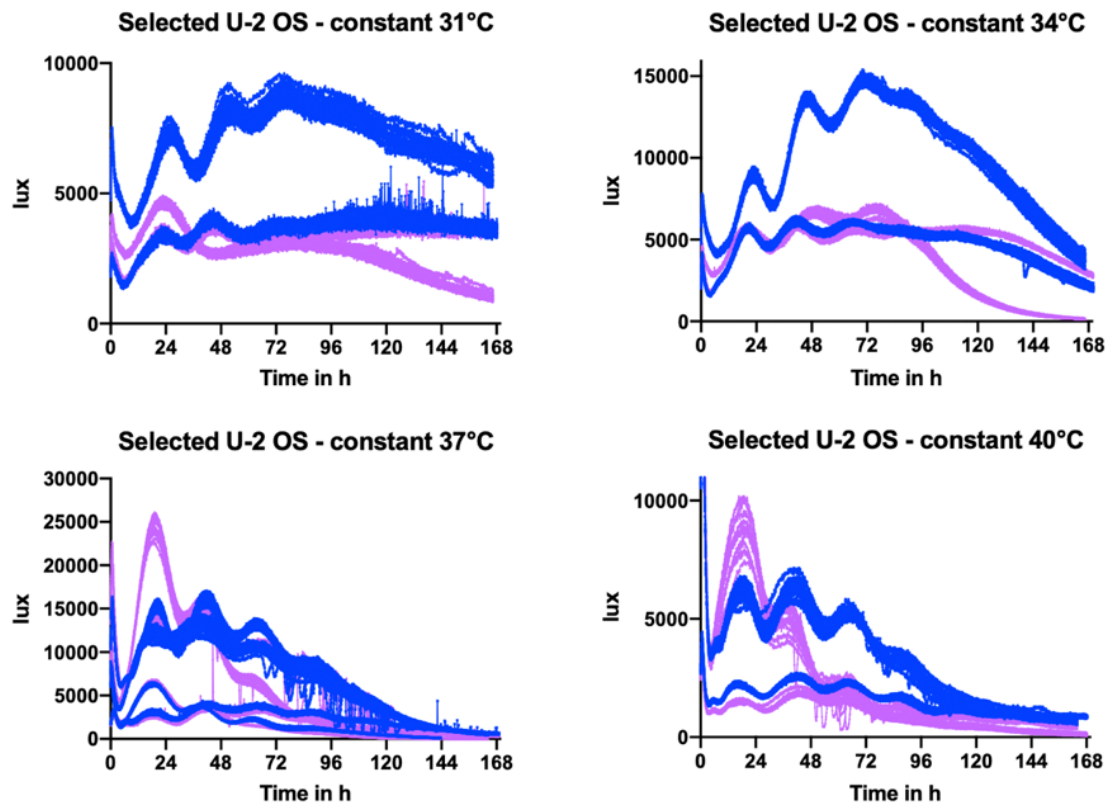 Selected U-2 OS - constant 31°C
10000
5000
0
lux
0 24 48 72 96 120 144 168
Time in h
Selected U-2 OS - constant 34°C
15000
10000
5000
0
lux
0 24 48 72 96 120 144 168
Time in h
Selected U-2 OS - constant 37°C
30000
25000
20000
15000
10000
5000
0
lux
0 24 48 72 96 120 144 168
Time in h
Selected U-2 OS - constant 40°C
10000
5000
0
lux
0 24 48 72 96 120 144 168
Time in h